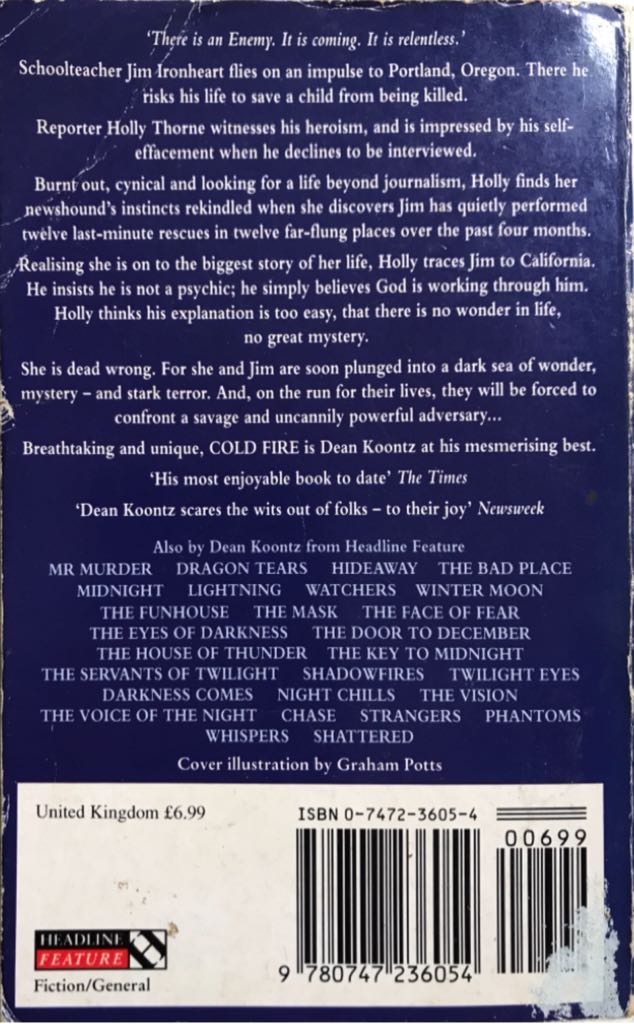 'There is an Enemy. It is coming. It is relentless.'
Schoolteacher Jim Ironheart flies on an impulse to Portland, Oregon. There he
risks his life to save a child from being killed.
Reporter Holly Thorne witnesses his heroism, and is impressed by his self-
effacement when he declines to be interviewed.
Burnt out, cynical and looking for a life beyond journalism, Holly finds her
newshound's instincts rekindled when she discovers Jim has quietly performed
twelve last-minute rescues in twelve far-flung places over the past four months.
Realising she is on to the biggest story of her life, Holly traces Jim to California.
He insists he is not a psychic; he simply believes God is working through him.
Holly thinks his explanation is too easy, that there is no wonder in life,
no great mystery.
She is dead wrong. For she and Jim are soon plunged into a dark sea of wonder,
mystery – and stark terror. And, on the run for their lives, they will be forced to
confront a savage and uncannily powerful adversary...
Breathtaking and unique, COLD FIRE is Dean Koontz at his mesmerising best.
'His most enjoyable book to date' The Times
'Dean Koontz scares the wits out of folks – to their joy' Newsweek
Also by Dean Koontz from Headline Feature
MR MURDER DRAGON TEARS HIDEAWAY THE BAD PLACE
MIDNIGHT LIGHTNING WATCHERS WINTER MOON
THE FUNHOUSE THE MASK THE FACE OF FEAR
THE EYES OF DARKNESS THE DOOR TO DECEMBER
THE HOUSE OF THUNDER THE KEY TO MIDNIGHT
THE SERVANTS OF TWILIGHT SHADOWFIRES TWILIGHT EYES
DARKNESS COMES NIGHT CHILLS THE VISION
THE VOICE OF THE NIGHT CHASE STRANGERS PHANTOMS
WHISPERS SHATTERED
Cover illustration by Graham Potts
United Kingdom £6.99
ISBN 0-7472-3605-4
00699
9 780747 236054
HEADLINE
FEATURE
H
Fiction/General